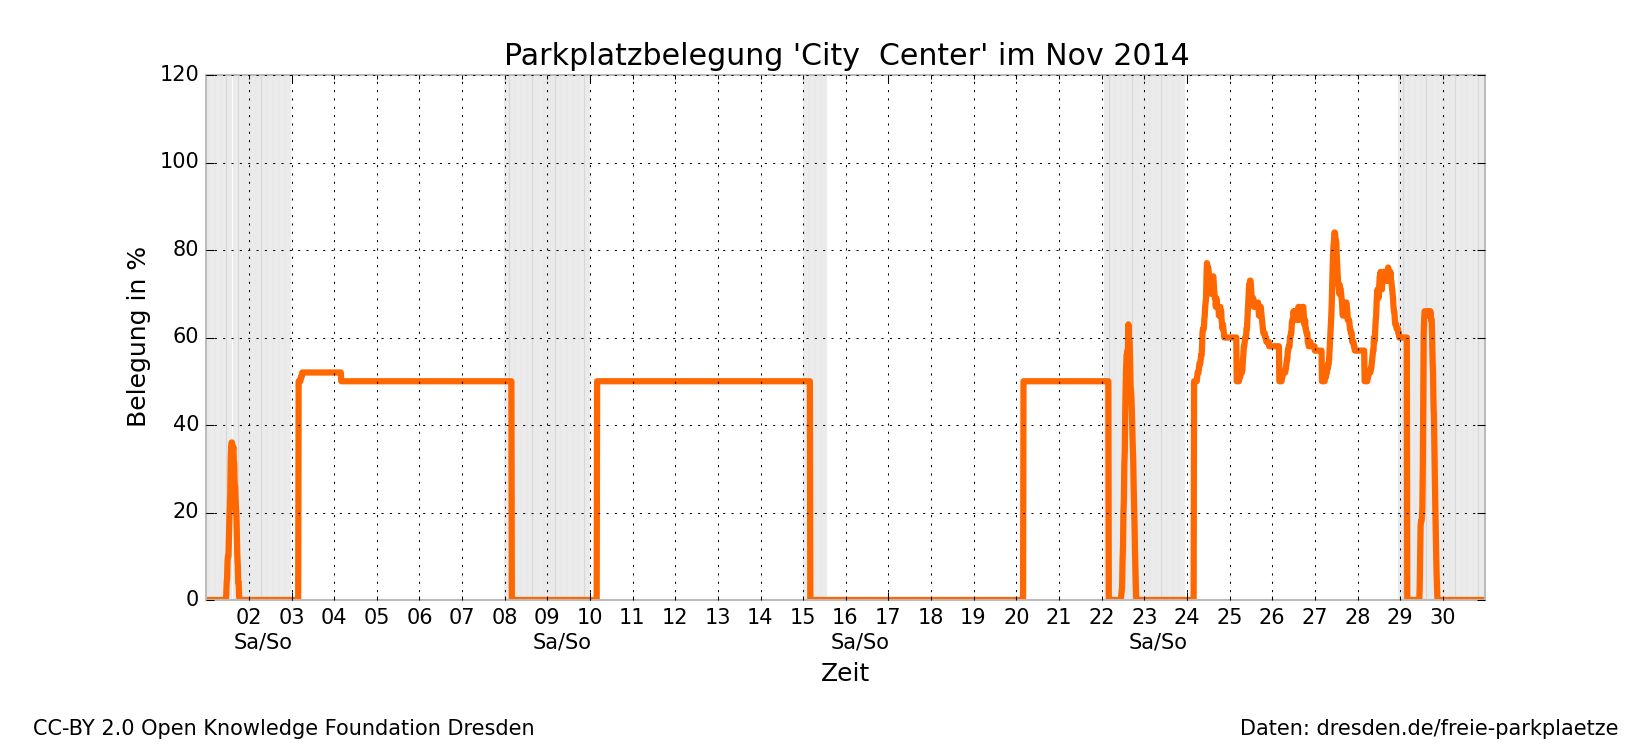 Parkplatzbelegung 'City  Center' im Nov 2014
120
100
80
60
40
20
0
Belegung in %
02 03 04 05 06 07 08 09 10 11 12 13 14 15 16 17 18 19 20 21 22 23 24 25 26 27 28 29 30
Sa/So Sa/So Sa/So Sa/So
Zeit
CC-BY 2.0 Open Knowledge Foundation Dresden
Daten: dresden.de/freie-parkplaetze